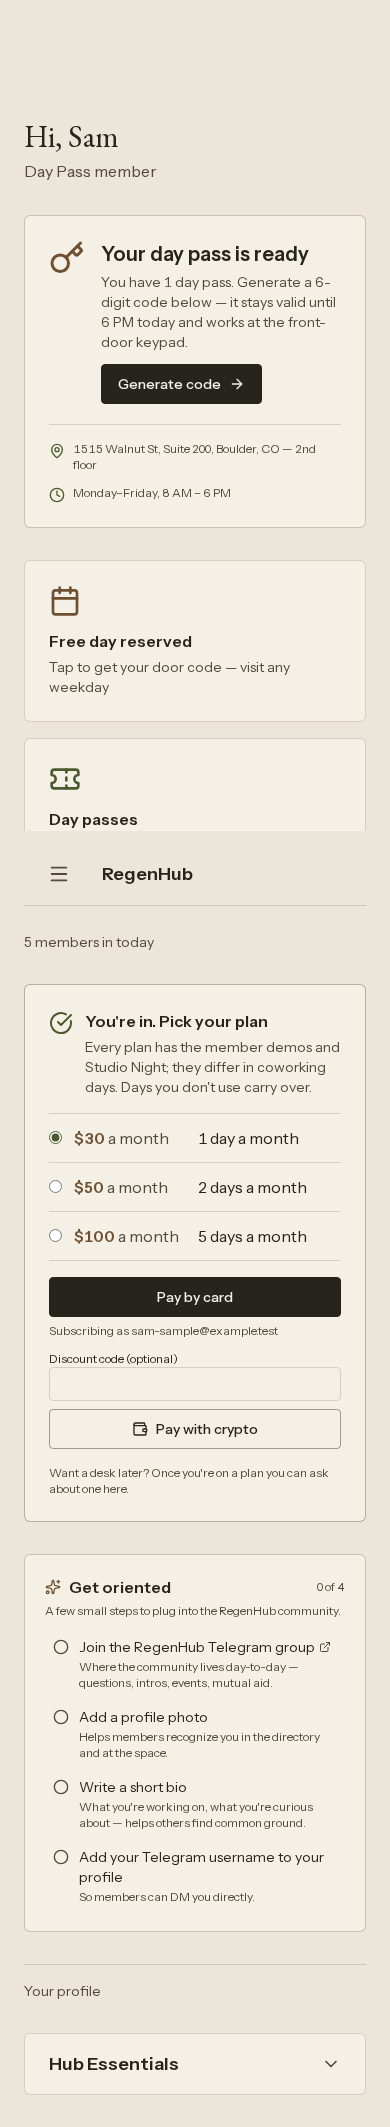 Hi, Sam
Day Pass member
Your day pass is ready
You have 1 day pass. Generate a 6-
digit code below — it stays valid until
6 PM today and works at the front-
door keypad.
Generate code
1515 Walnut St, Suite 200, Boulder, CO — 2nd
floor
Monday–Friday, 8 AM – 6 PM
Free day reserved
Tap to get your door code — visit any
weekday
Day passes
RegenHub
5 members in today
You're in. Pick your plan
Every plan has the member demos and
Studio Night; they differ in coworking
days. Days you don't use carry over.
$30 a month 1 day a month
$50 a month 2 days a month
$100 a month 5 days a month
Pay by card
Subscribing as sam-sample@example.test
Discount code (optional)
Pay with crypto
Want a desk later? Once you're on a plan you can ask
about one here.
Get oriented 0 of 4
A few small steps to plug into the RegenHub community.
Join the RegenHub Telegram group
Where the community lives day-to-day —
questions, intros, events, mutual aid.
Add a profile photo
Helps members recognize you in the directory
and at the space.
Write a short bio
What you're working on, what you're curious
about — helps others find common ground.
Add your Telegram username to your
profile
So members can DM you directly.
Your profile
Hub Essentials